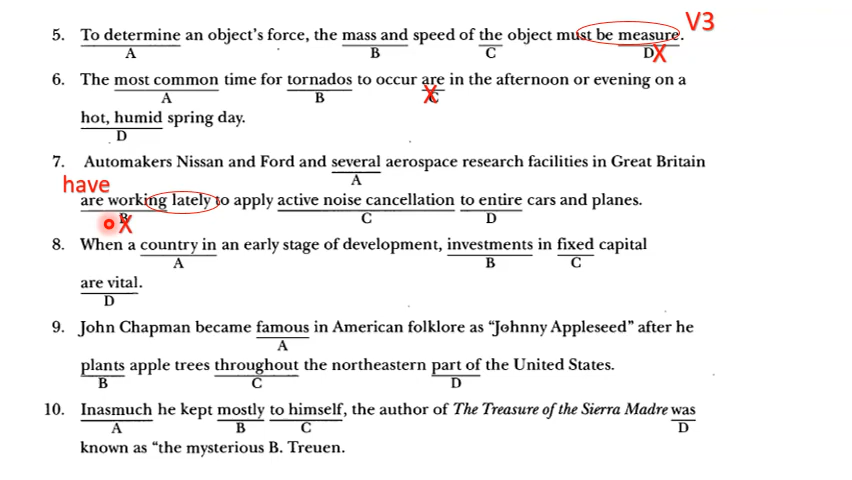 V3
5. To determine an object's force, the mass and speed of the object must be measure.
A B C D X
6. The most common time for tornados to occur are in the afternoon or evening on a
A B C X
hot, humid spring day.
D
7. Automakers Nissan and Ford and several aerospace research facilities in Great Britain
A
have
are working lately to apply active noise cancellation to entire cars and planes.
B X C D
8. When a country in an early stage of development, investments in fixed capital
A B C
are vital.
D
9. John Chapman became famous in American folklore as “Johnny Appleseed” after he
A
plants apple trees throughout the northeastern part of the United States.
B C D
10. Inasmuch he kept mostly to himself, the author of The Treasure of the Sierra Madre was
A B C D
known as “the mysterious B. Treuen.